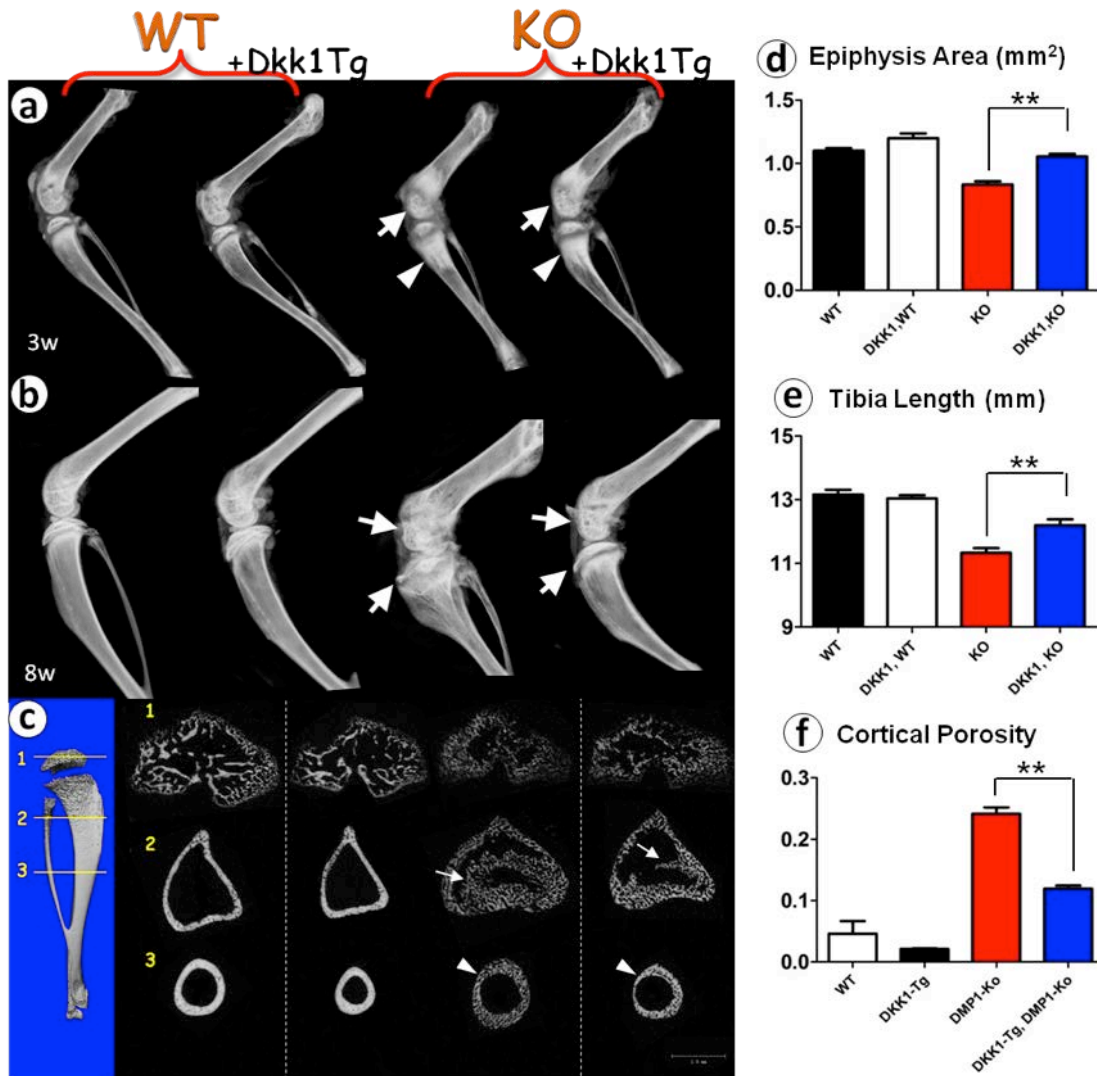 WT
+Dkk1Tg
KO
+Dkk1Tg
a
3w
b
8w
c
1
2
3
1
2
3
d Epiphysis Area (mm²)
1.5
1.0
0.5
0.0
**
WT
DKK1,WT
KO
DKK1,KO
e Tibia Length (mm)
15
13
11
9
**
WT
DKK1, WT
KO
DKK1, KO
f Cortical Porosity
0.3
0.2
0.1
0.0
**
WT
DKK1-Tg
DMP1-Ko
DKK1-Tg, DMP1-Ko